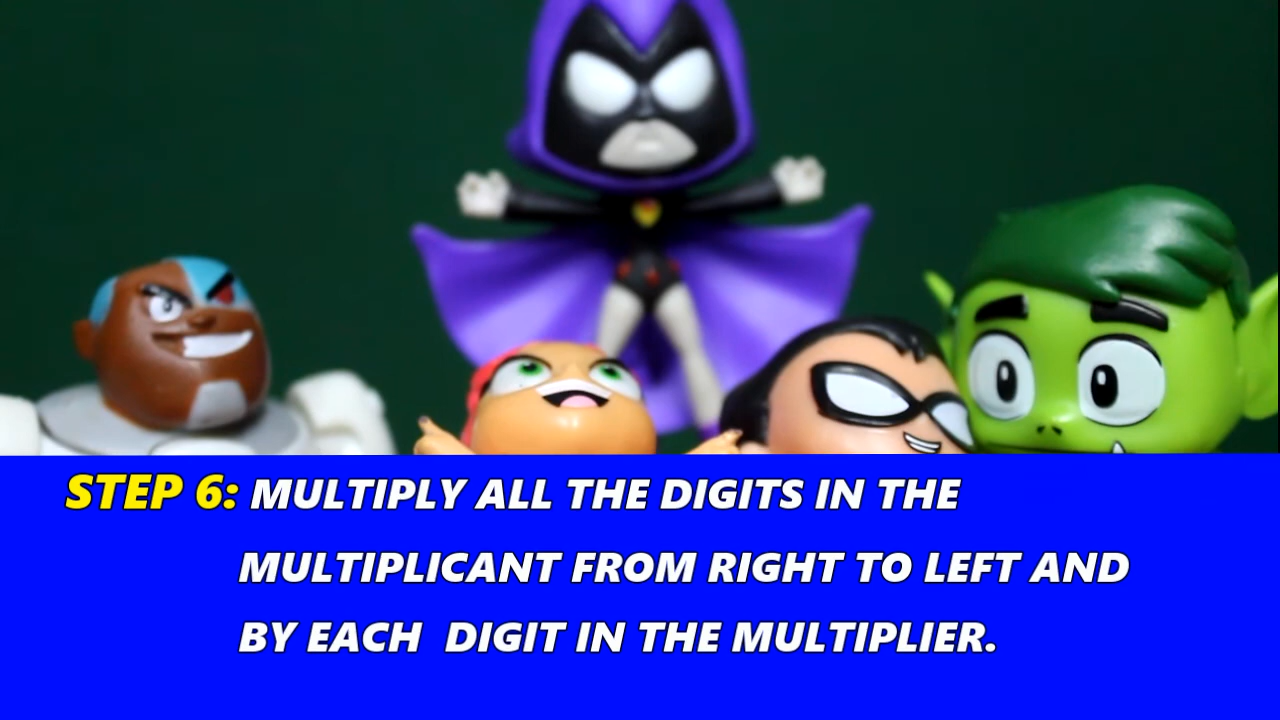 STEP 6: MULTIPLY ALL THE DIGITS IN THE
MULTIPLICANT FROM RIGHT TO LEFT AND
BY EACH DIGIT IN THE MULTIPLIER.